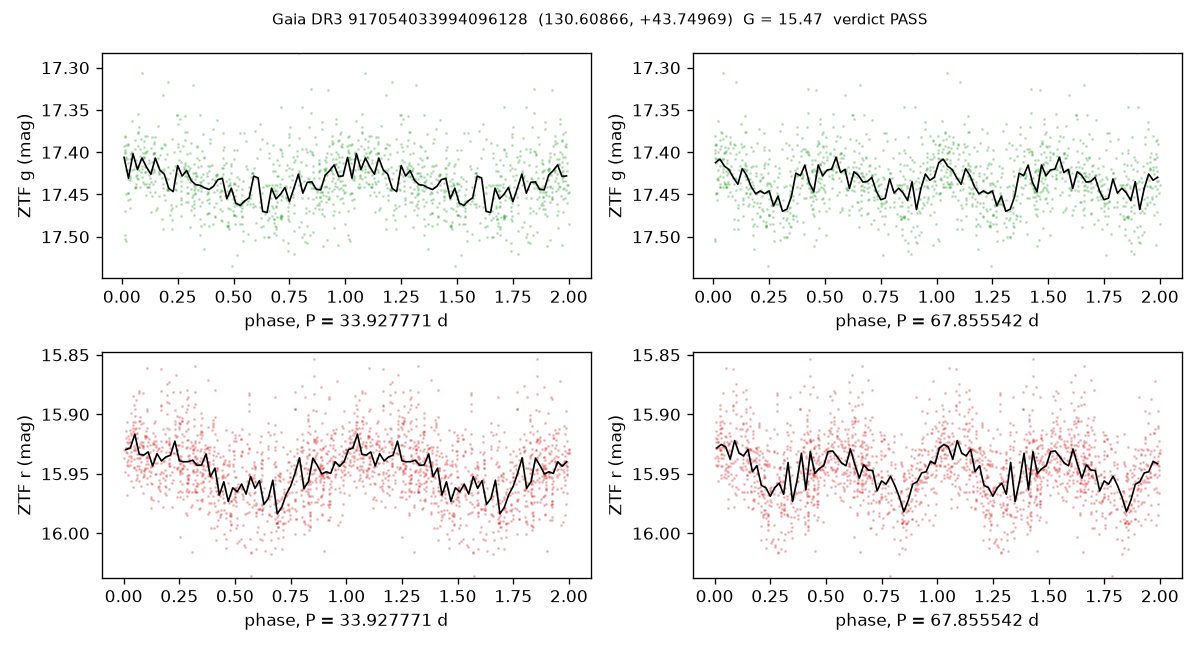 Gaia DR3 917054033994096128  (130.60866, +43.74969)  G = 15.47  verdict PASS
17.30
17.35
17.40
17.45
17.50
ZTF g (mag)
0.00 0.25 0.50 0.75 1.00 1.25 1.50 1.75 2.00
phase, P = 33.927771 d
17.30
17.35
17.40
17.45
17.50
ZTF g (mag)
0.00 0.25 0.50 0.75 1.00 1.25 1.50 1.75 2.00
phase, P = 67.855542 d
15.85
15.90
15.95
16.00
ZTF r (mag)
0.00 0.25 0.50 0.75 1.00 1.25 1.50 1.75 2.00
phase, P = 33.927771 d
15.85
15.90
15.95
16.00
ZTF r (mag)
0.00 0.25 0.50 0.75 1.00 1.25 1.50 1.75 2.00
phase, P = 67.855542 d